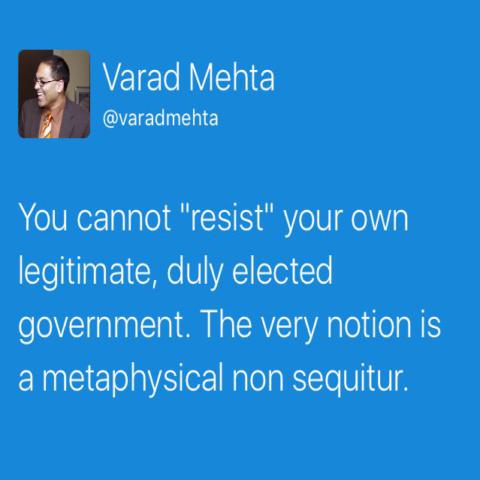 Varad Mehta
@varadmehta
You cannot "resist" your own
legitimate, duly elected
government. The very notion is
a metaphysical non sequitur.